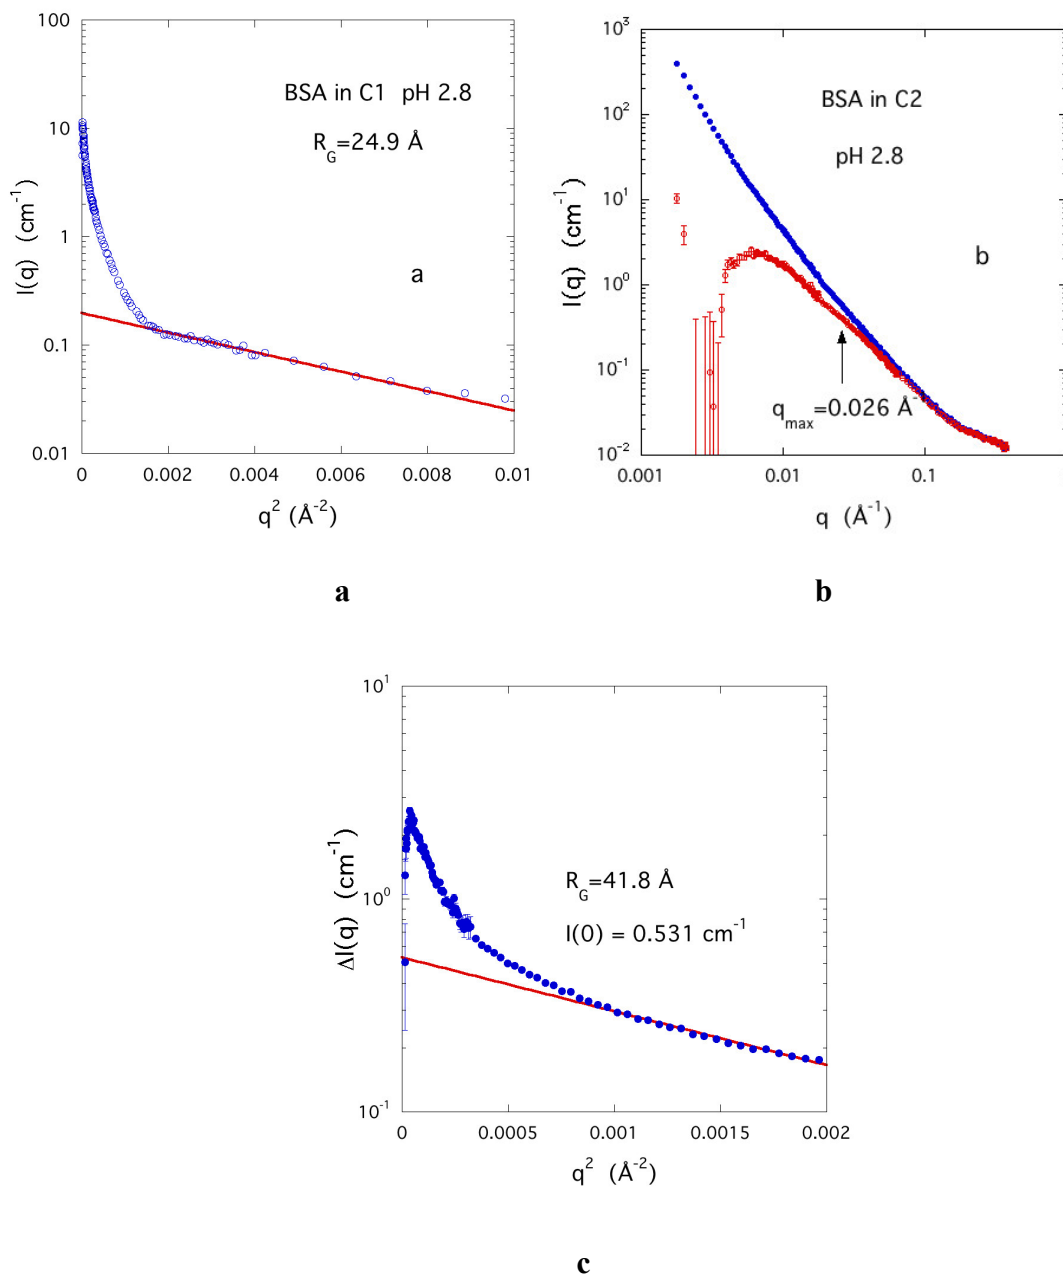 100
10
1
0.1
0.01
I(q) (cm⁻¹)
BSA in C1 pH 2.8
R_G=24.9 Å
a
0 0.002 0.004 0.006 0.008 0.01
q² (Å⁻²)
a
10³
10²
10¹
10⁰
10⁻¹
10⁻²
I(q) (cm⁻¹)
BSA in C2
pH 2.8
b
q_max=0.026 Å⁻
0.001 0.01 0.1
q (Å⁻¹)
b
10¹
10⁰
10⁻¹
ΔI(q) (cm⁻¹)
R_G=41.8 Å
I(0) = 0.531 cm⁻¹
0 0.0005 0.001 0.0015 0.002
q² (Å⁻²)
c